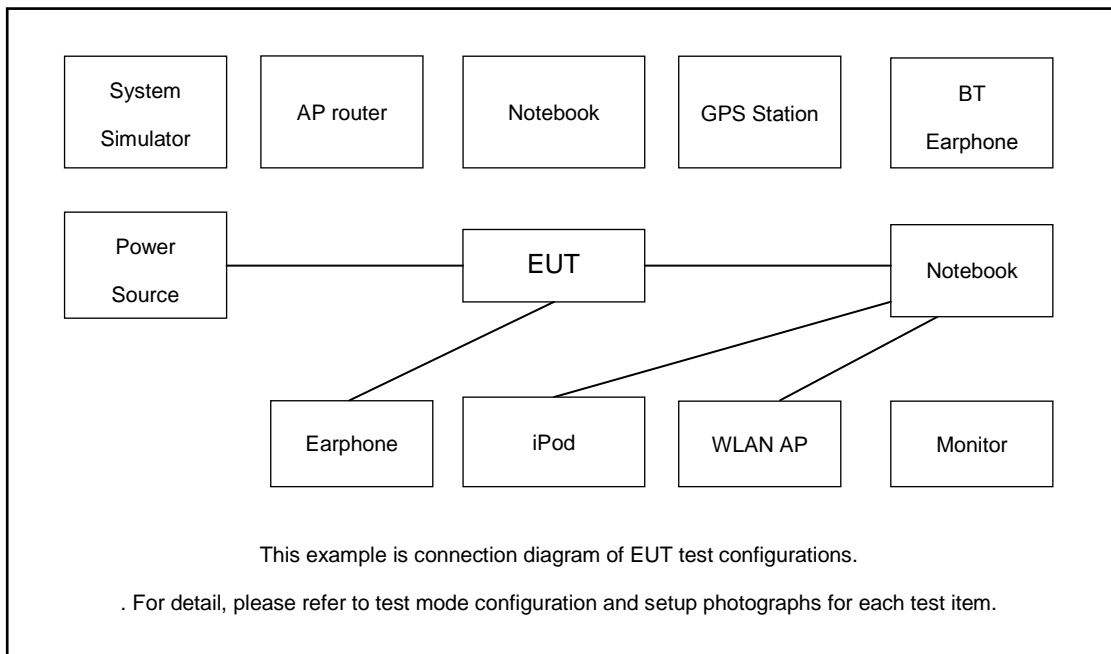 System
Simulator
AP router
Notebook
GPS Station
BT
Earphone
Power
Source
EUT
Notebook
Earphone
iPod
WLAN AP
Monitor
This example is connection diagram of EUT test configurations.
. For detail, please refer to test mode configuration and setup photographs for each test item.